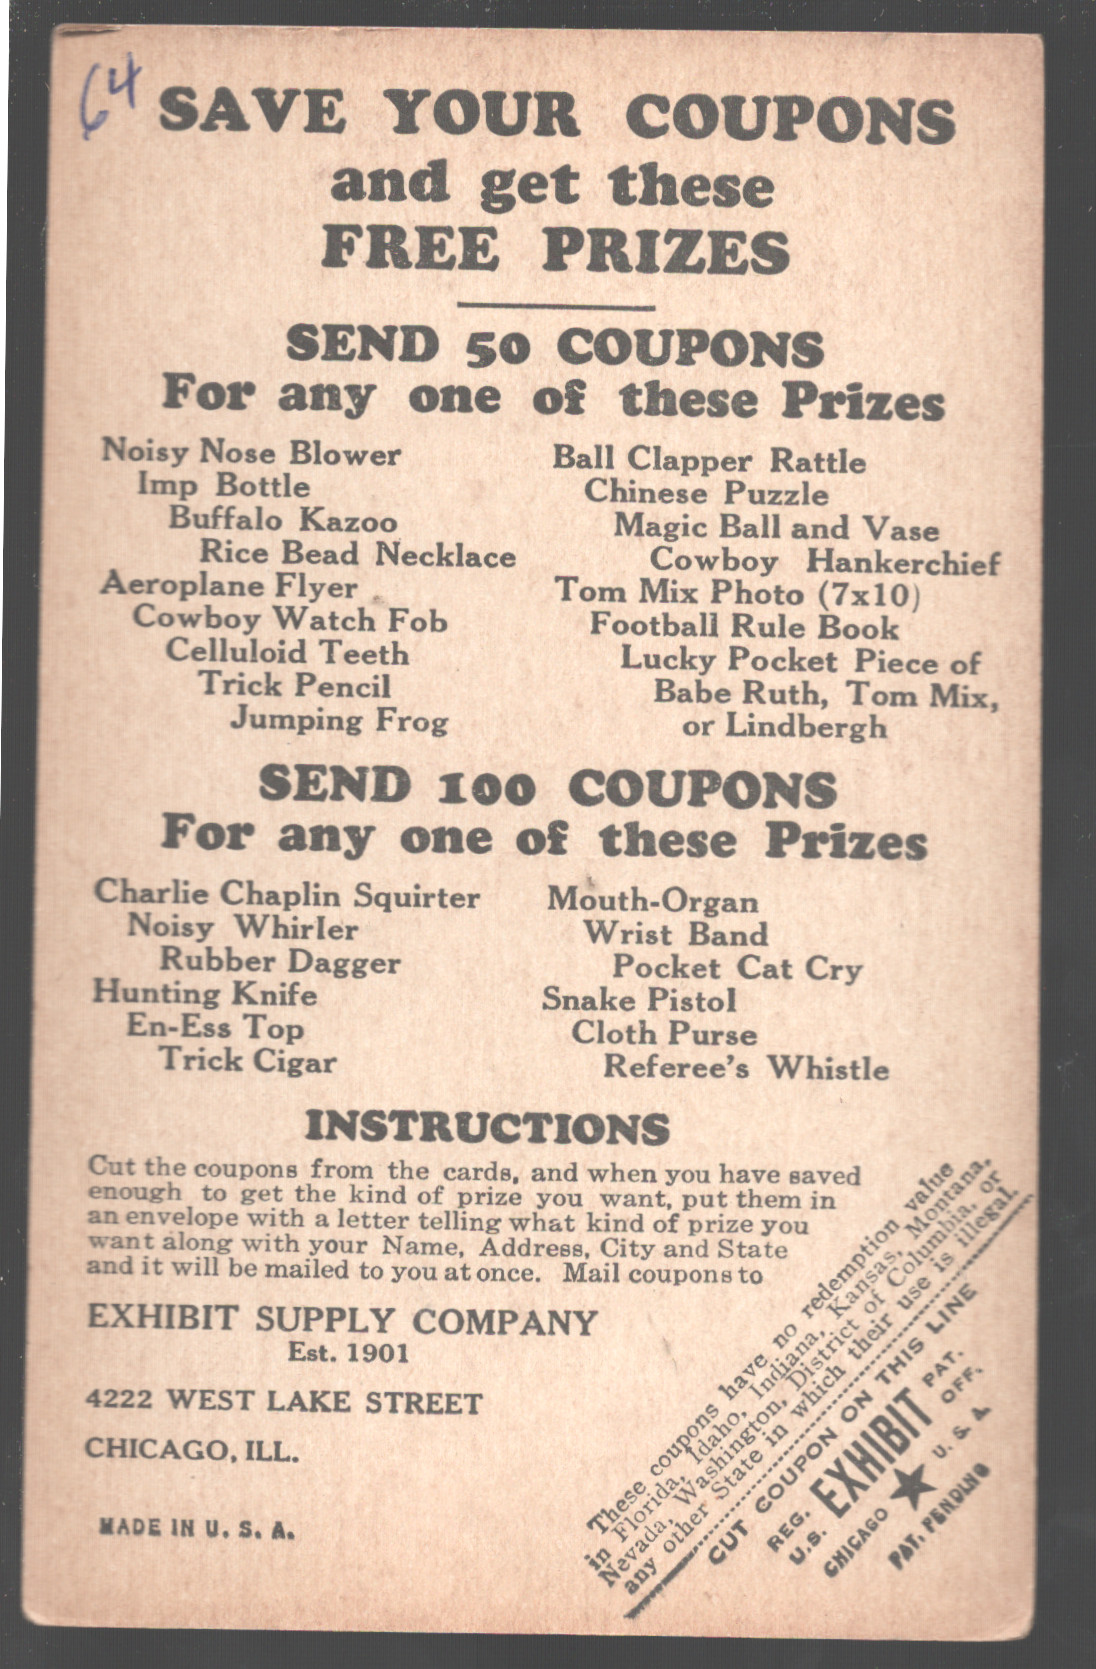 64
SAVE YOUR COUPONS
and get these
FREE PRIZES
SEND 50 COUPONS
For any one of these Prizes
Noisy Nose Blower
Imp Bottle
Buffalo Kazoo
Rice Bead Necklace
Aeroplane Flyer
Cowboy Watch Fob
Celluloid Teeth
Trick Pencil
Jumping Frog
Ball Clapper Rattle
Chinese Puzzle
Magic Ball and Vase
Cowboy Hankerchief
Tom Mix Photo (7x10)
Football Rule Book
Lucky Pocket Piece of
Babe Ruth, Tom Mix,
or Lindbergh
SEND 100 COUPONS
For any one of these Prizes
Charlie Chaplin Squirter
Noisy Whirler
Rubber Dagger
Hunting Knife
En-Ess Top
Trick Cigar
Mouth-Organ
Wrist Band
Pocket Cat Cry
Snake Pistol
Cloth Purse
Referee's Whistle
INSTRUCTIONS
Cut the coupons from the cards, and when you have saved
enough to get the kind of prize you want, put them in
an envelope with a letter telling what kind of prize you
want along with your Name, Address, City and State
and it will be mailed to you at once. Mail coupons to
EXHIBIT SUPPLY COMPANY
Est. 1901
4222 WEST LAKE STREET
CHICAGO, ILL.
MADE IN U. S. A.
These coupons have no redemption value
in Florida, Idaho, Indiana, Kansas, Montana,
Nevada, Washington, District of Columbia, or
any other State in which their use is illegal.
CUT COUPON ON THIS LINE
REG. EXHIBIT PAT.
U.S. OFF.
CHICAGO U. S. A.
PAT. PENDING